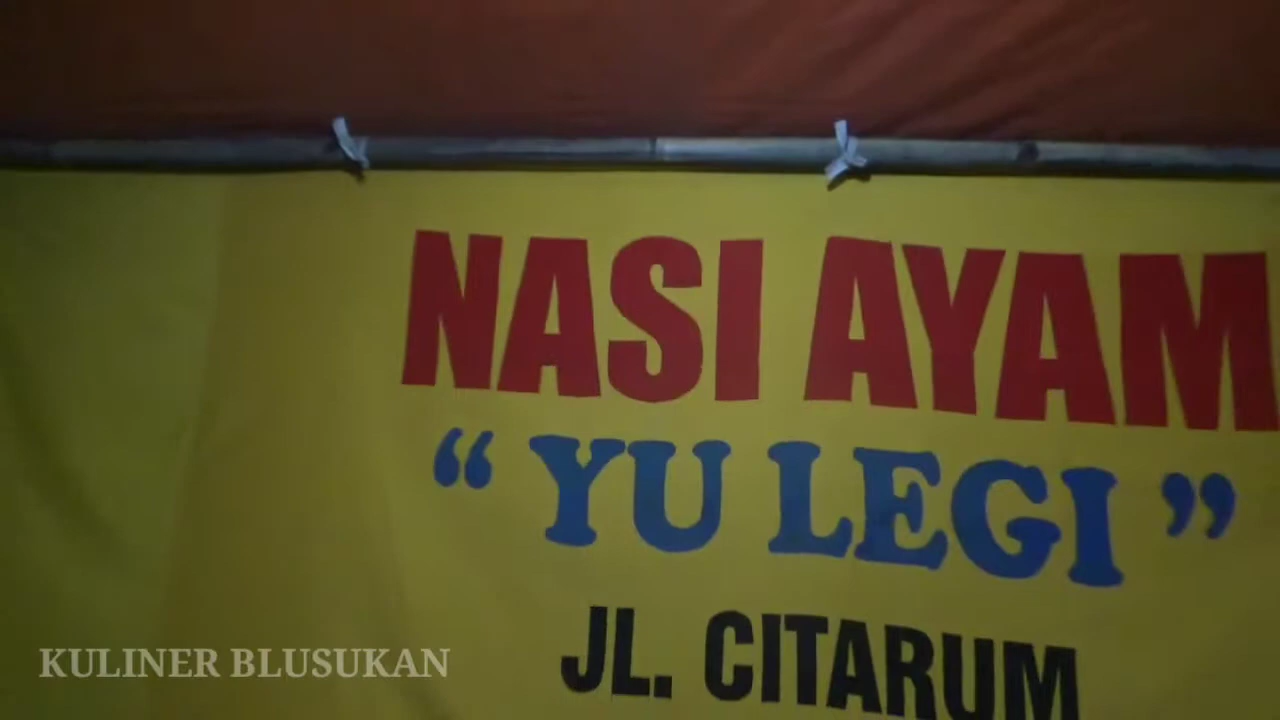 NASI AYAM
“ YU LEGI ”
JL. CITARUM
KULINER BLUSUKAN